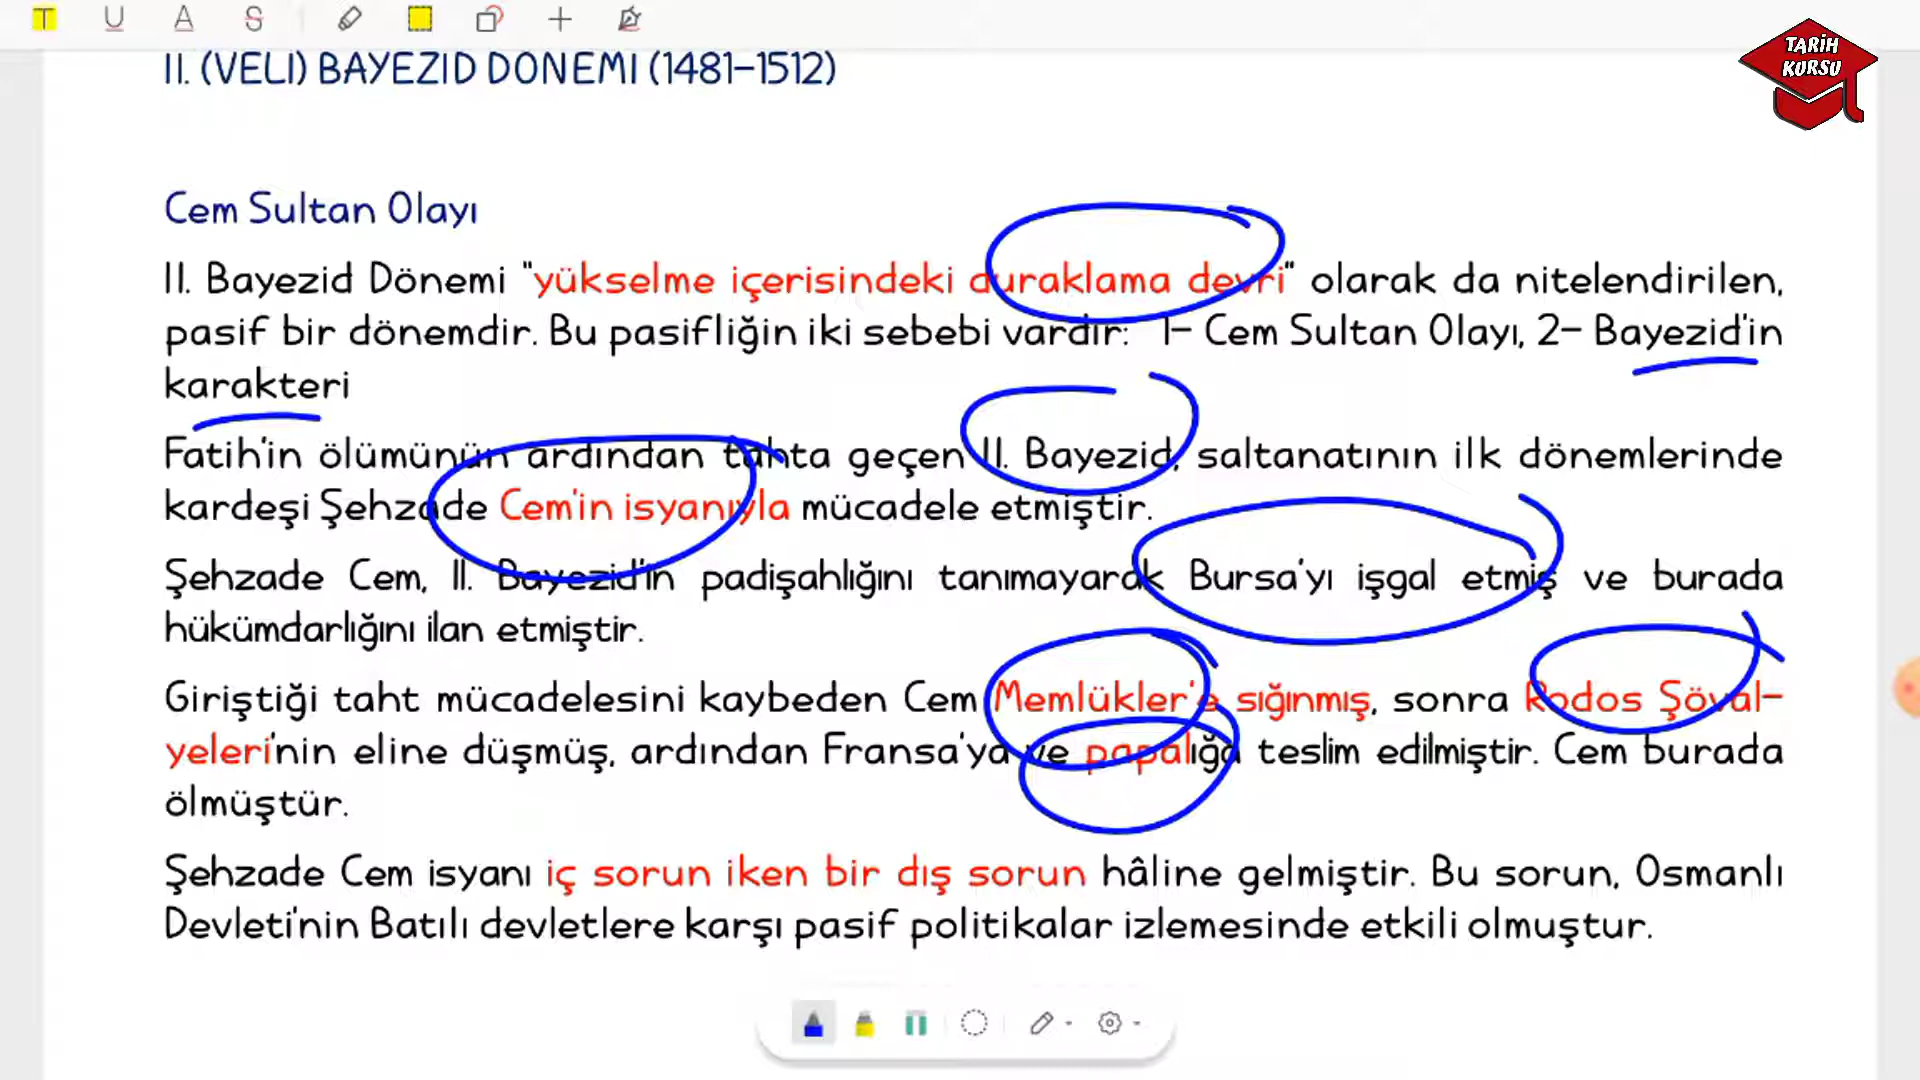 T U A S
TARİH
KURSU
II. (VELİ) BAYEZİD DÖNEMİ (1481-1512)
Cem Sultan Olayı
II. Bayezid Dönemi "yükselme içerisindeki duraklama devri" olarak da nitelendirilen,
pasif bir dönemdir. Bu pasifliğin iki sebebi vardır: 1- Cem Sultan Olayı, 2- Bayezid'in
karakteri
Fatih'in ölümünün ardından tahta geçen II. Bayezid, saltanatının ilk dönemlerinde
kardeşi Şehzade Cem'in isyanıyla mücadele etmiştir.
Şehzade Cem, II. Bayezid'in padişahlığını tanımayarak Bursa'yı işgal etmiş ve burada
hükümdarlığını ilan etmiştir.
Giriştiği taht mücadelesini kaybeden Cem Memlükler'e sığınmış, sonra Rodos Şöval-
yeleri'nin eline düşmüş, ardından Fransa'ya ve papalığa teslim edilmiştir. Cem burada
ölmüştür.
Şehzade Cem isyanı iç sorun iken bir dış sorun hâline gelmiştir. Bu sorun, Osmanlı
Devleti'nin Batılı devletlere karşı pasif politikalar izlemesinde etkili olmuştur.